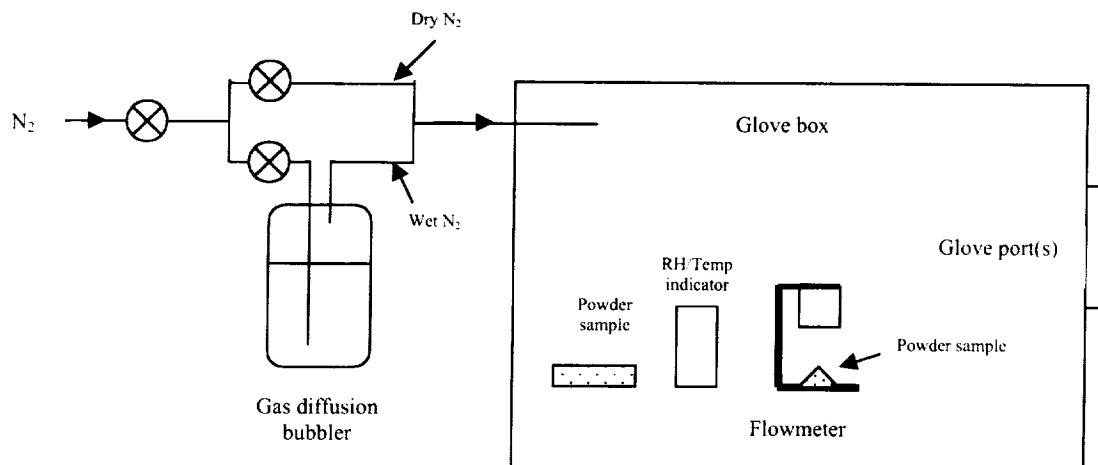 Dry N₂
N₂
Glove box
Wet N₂
Glove port(s)
RH/Temp
indicator
Powder
sample
Powder sample
Gas diffusion
bubbler
Flowmeter